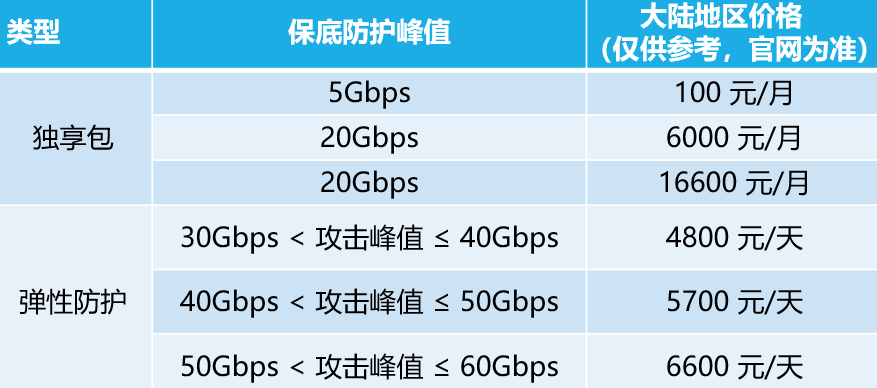 类型 保底防护峰值 大陆地区价格
（仅供参考，官网为准）
独享包 5Gbps 100 元/月
20Gbps 6000 元/月
20Gbps 16600 元/月
弹性防护 30Gbps < 攻击峰值 ≤ 40Gbps 4800 元/天
40Gbps < 攻击峰值 ≤ 50Gbps 5700 元/天
50Gbps < 攻击峰值 ≤ 60Gbps 6600 元/天